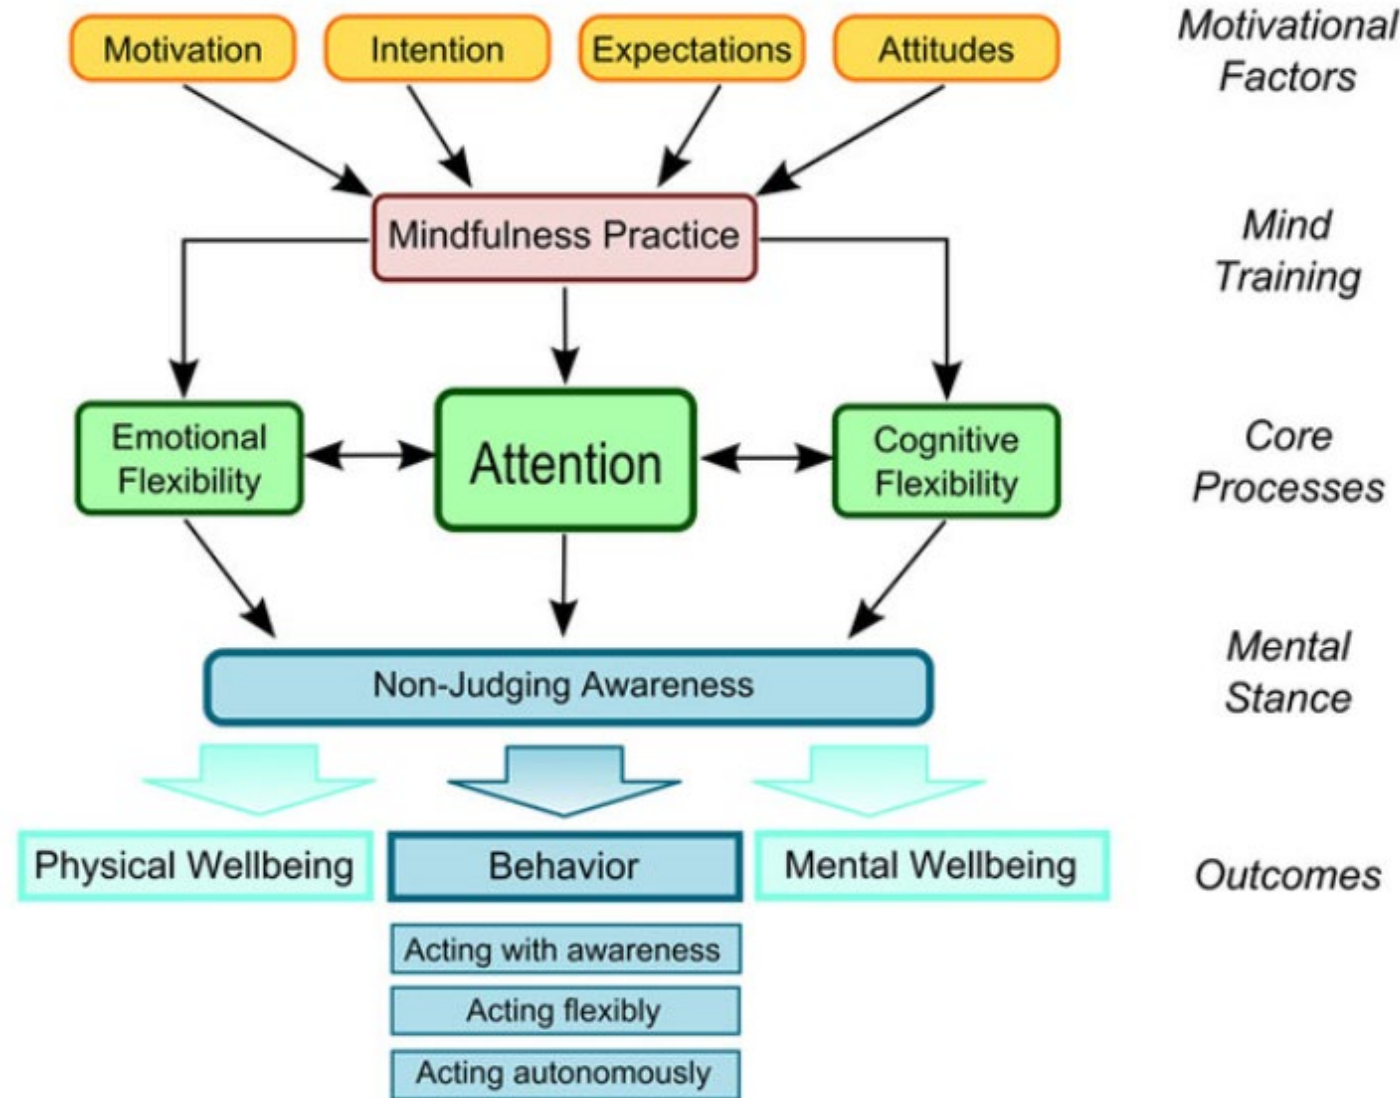 Motivation
Intention
Expectations
Attitudes
Motivational
Factors
Mindfulness Practice
Mind
Training
Emotional
Flexibility
Attention
Cognitive
Flexibility
Core
Processes
Non-Judging Awareness
Mental
Stance
Physical Wellbeing
Behavior
Mental Wellbeing
Outcomes
Acting with awareness
Acting flexibly
Acting autonomously